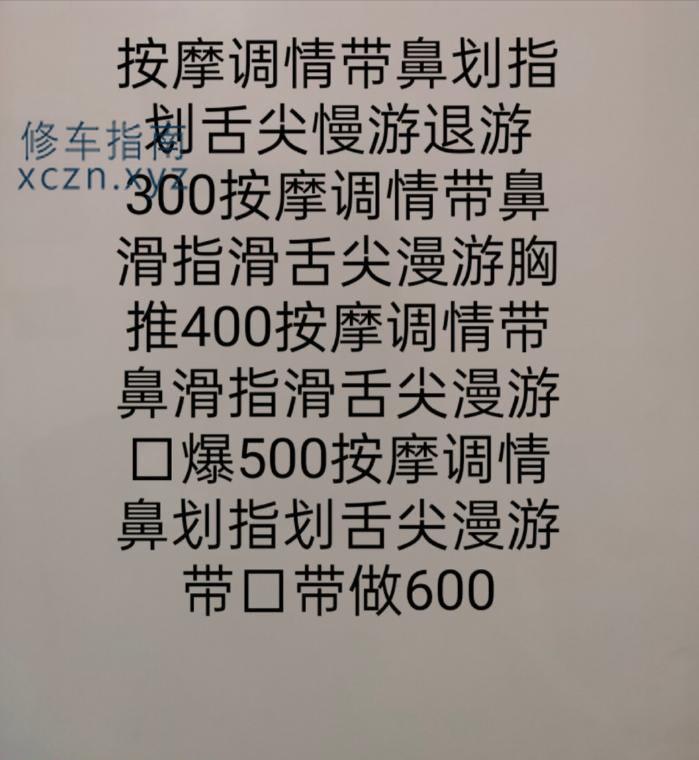 按摩调情带鼻划指
划舌尖慢游退游
修车指南
xczn.xyz
300按摩调情带鼻
滑指滑舌尖漫游胸
推400按摩调情带
鼻滑指滑舌尖漫游
口爆500按摩调情
鼻划指划舌尖漫游
带口带做600